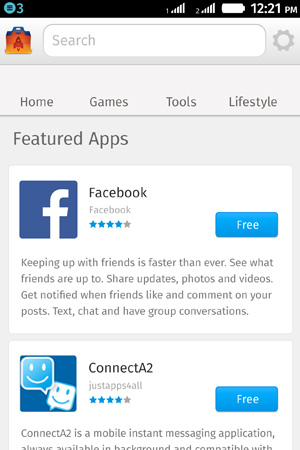 3 1 2 12:21 PM
Search
Home Games Tools Lifestyle
Featured Apps
Facebook
Facebook
Free
Keeping up with friends is faster than ever. See what
friends are up to. Share updates, photos and videos.
Get notified when friends like and comment on your
posts. Text, chat and have group conversations.
ConnectA2
justapps4all
Free
ConnectA2 is a mobile instant messaging application,
always available in background and compatible with